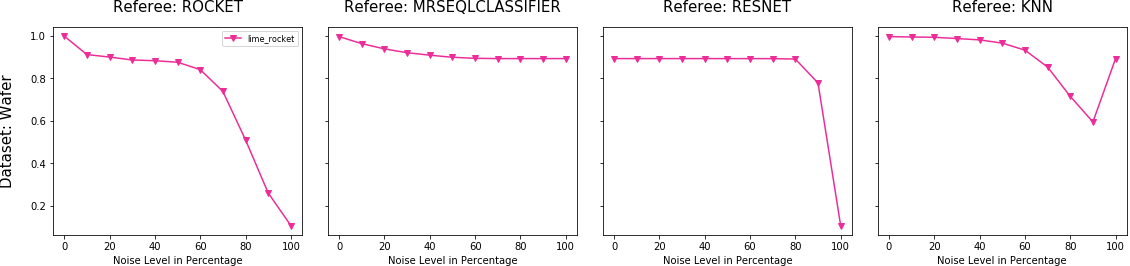 Referee: ROCKET
Referee: MRSEQLCLASSIFIER
Referee: RESNET
Referee: KNN
Dataset: Wafer
1.0
0.8
0.6
0.4
0.2
lime_rocket
0 20 40 60 80 100
0 20 40 60 80 100
0 20 40 60 80 100
0 20 40 60 80 100
Noise Level in Percentage
Noise Level in Percentage
Noise Level in Percentage
Noise Level in Percentage